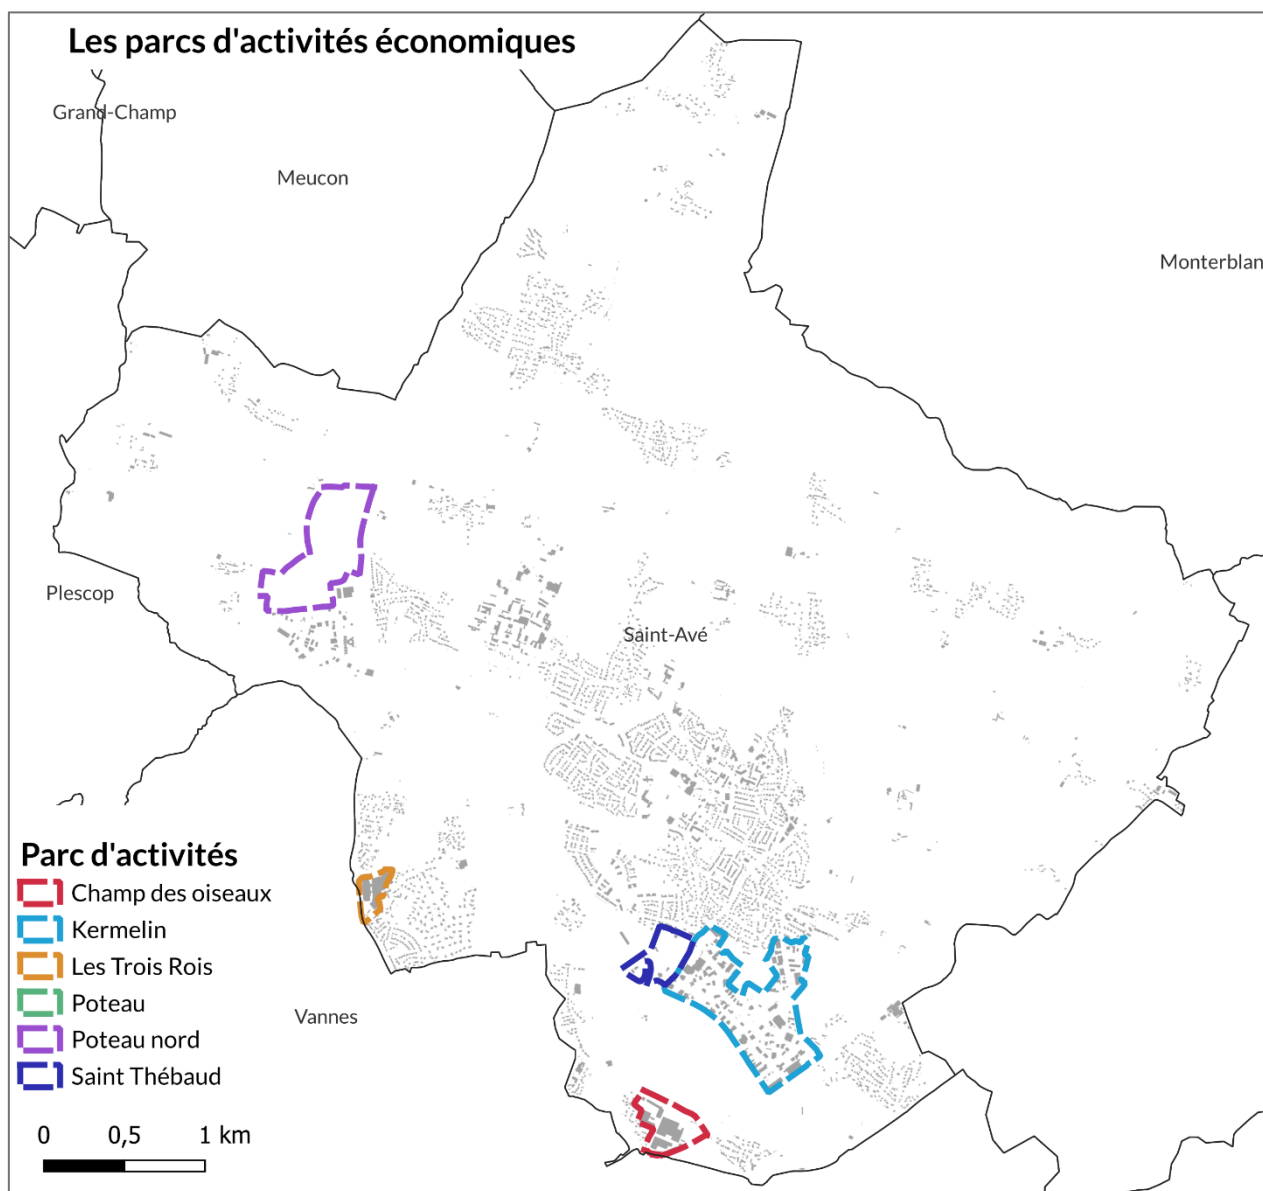 Les parcs d'activités économiques
Grand-Champ
Meucon
Monterblan
Plescop
Saint-Avé
Vannes
Parc d'activités
Champ des oiseaux
Kermelin
Les Trois Rois
Poteau
Poteau nord
Saint Thébaud
0 0,5 1 km